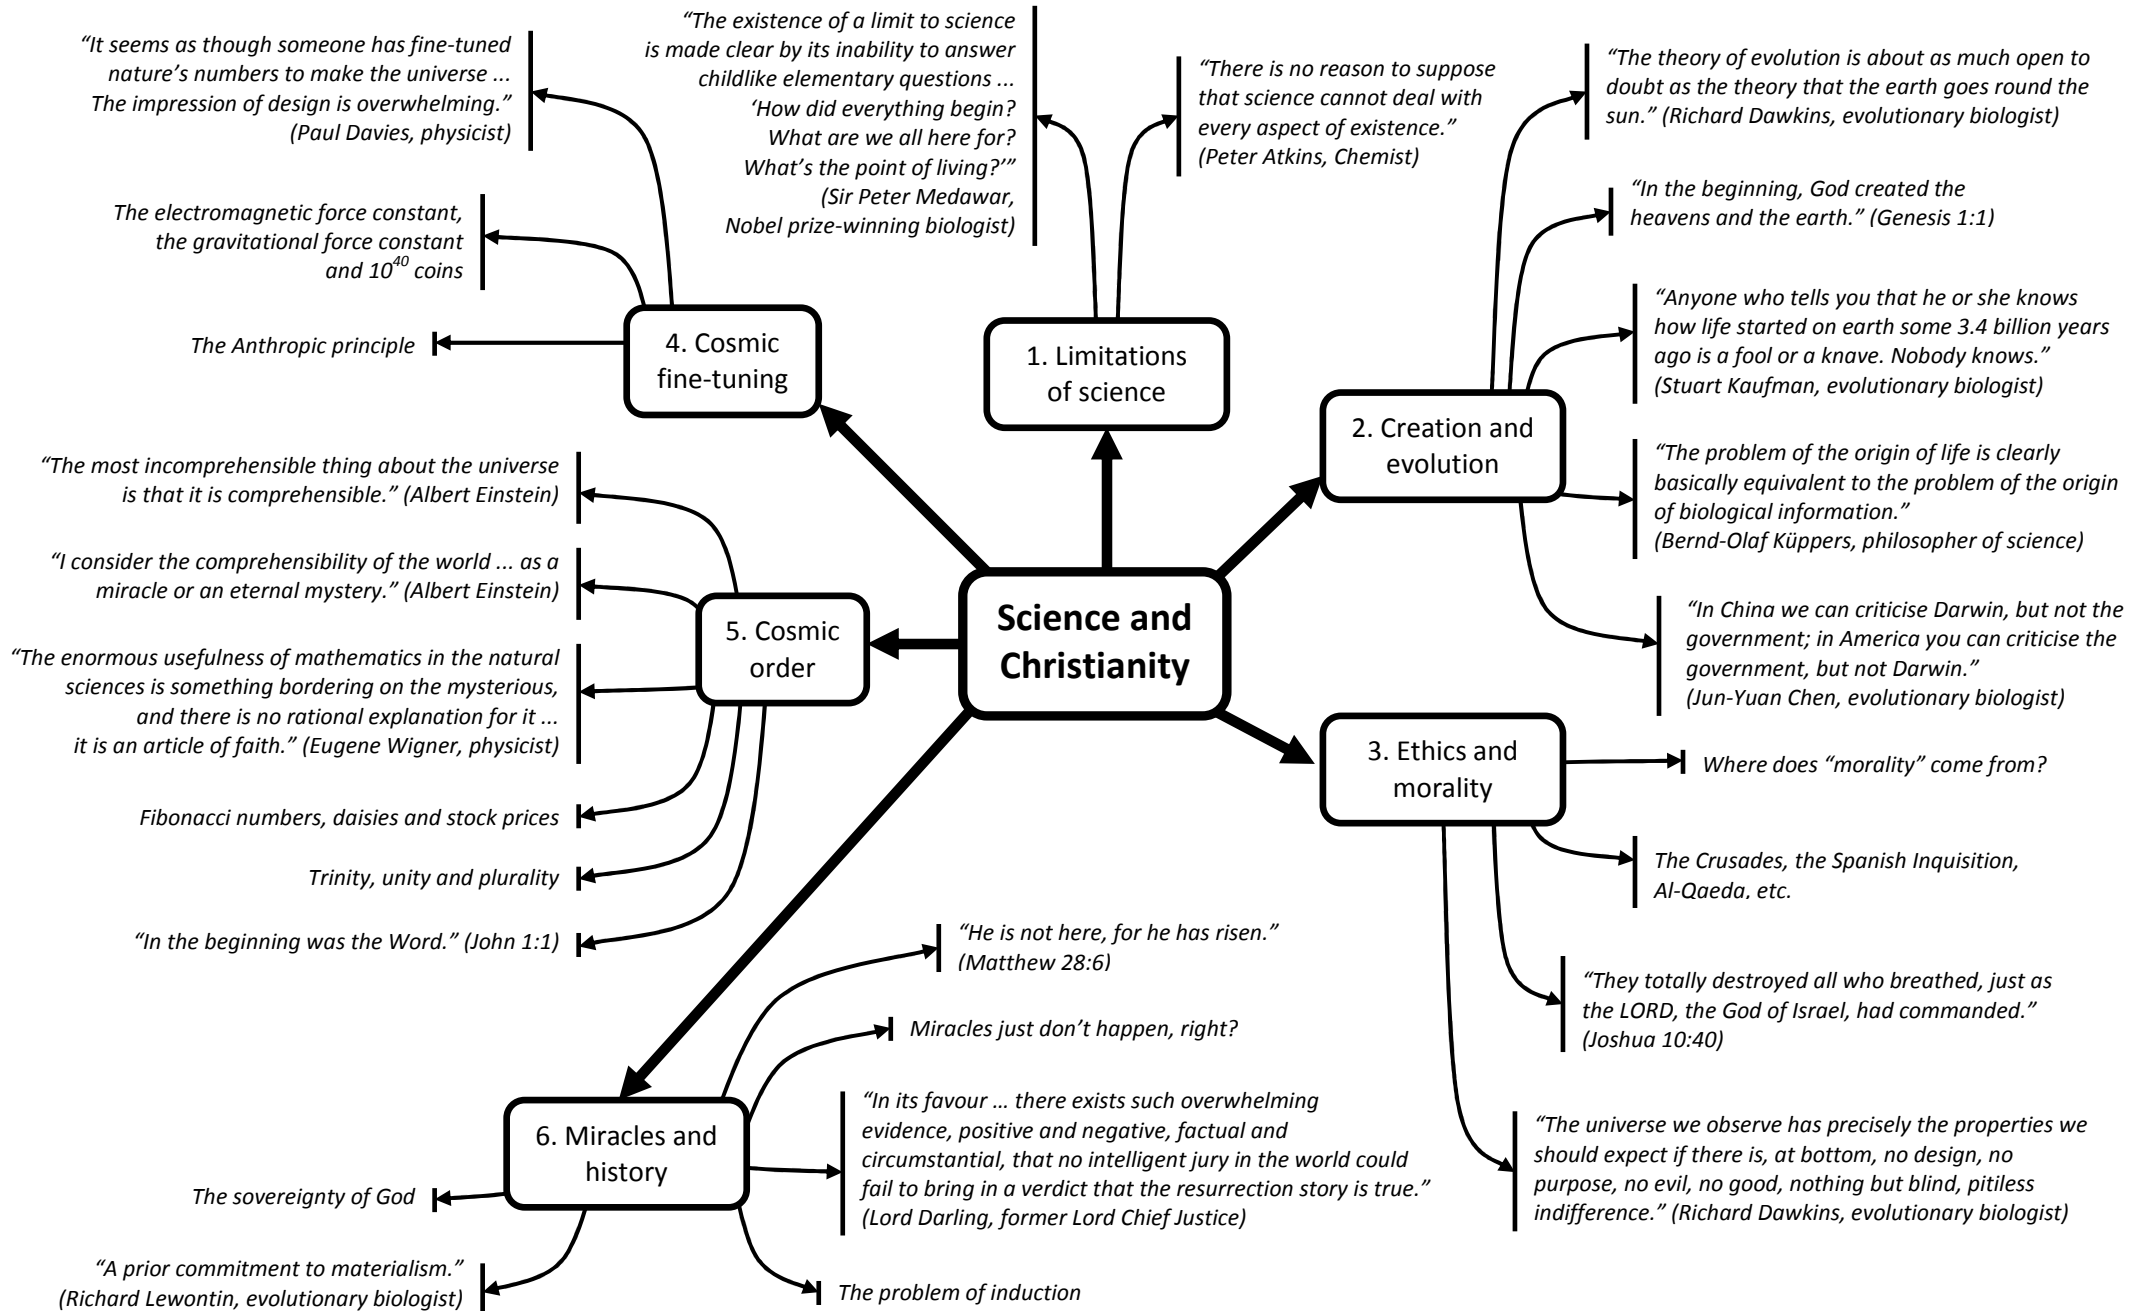 Science and
Christianity
1. Limitations
of science
“The existence of a limit to science
is made clear by its inability to answer
childlike elementary questions ...
‘How did everything begin?
What are we all here for?
What’s the point of living?’”
(Sir Peter Medawar,
Nobel prize-winning biologist)
“There is no reason to suppose
that science cannot deal with
every aspect of existence.”
(Peter Atkins, Chemist)
2. Creation and
evolution
“The theory of evolution is about as much open to
doubt as the theory that the earth goes round the
sun.” (Richard Dawkins, evolutionary biologist)
“In the beginning, God created the
heavens and the earth.” (Genesis 1:1)
“Anyone who tells you that he or she knows
how life started on earth some 3.4 billion years
ago is a fool or a knave. Nobody knows.”
(Stuart Kaufman, evolutionary biologist)
“The problem of the origin of life is clearly
basically equivalent to the problem of the origin
of biological information.”
(Bernd-Olaf Küppers, philosopher of science)
“In China we can criticise Darwin, but not the
government; in America you can criticise the
government, but not Darwin.”
(Jun-Yuan Chen, evolutionary biologist)
3. Ethics and
morality
Where does “morality” come from?
The Crusades, the Spanish Inquisition,
Al-Qaeda, etc.
“They totally destroyed all who breathed, just as
the LORD, the God of Israel, had commanded.”
(Joshua 10:40)
“The universe we observe has precisely the properties we
should expect if there is, at bottom, no design, no
purpose, no evil, no good, nothing but blind, pitiless
indifference.” (Richard Dawkins, evolutionary biologist)
4. Cosmic
fine-tuning
“It seems as though someone has fine-tuned
nature’s numbers to make the universe ...
The impression of design is overwhelming.”
(Paul Davies, physicist)
The electromagnetic force constant,
the gravitational force constant
and 10⁴⁰ coins
The Anthropic principle
5. Cosmic
order
“The most incomprehensible thing about the universe
is that it is comprehensible.” (Albert Einstein)
“I consider the comprehensibility of the world ... as a
miracle or an eternal mystery.” (Albert Einstein)
“The enormous usefulness of mathematics in the natural
sciences is something bordering on the mysterious,
and there is no rational explanation for it ...
it is an article of faith.” (Eugene Wigner, physicist)
Fibonacci numbers, daisies and stock prices
Trinity, unity and plurality
“In the beginning was the Word.” (John 1:1)
6. Miracles and
history
“He is not here, for he has risen.”
(Matthew 28:6)
Miracles just don’t happen, right?
“In its favour ... there exists such overwhelming
evidence, positive and negative, factual and
circumstantial, that no intelligent jury in the world could
fail to bring in a verdict that the resurrection story is true.”
(Lord Darling, former Lord Chief Justice)
The problem of induction
The sovereignty of God
“A prior commitment to materialism.”
(Richard Lewontin, evolutionary biologist)